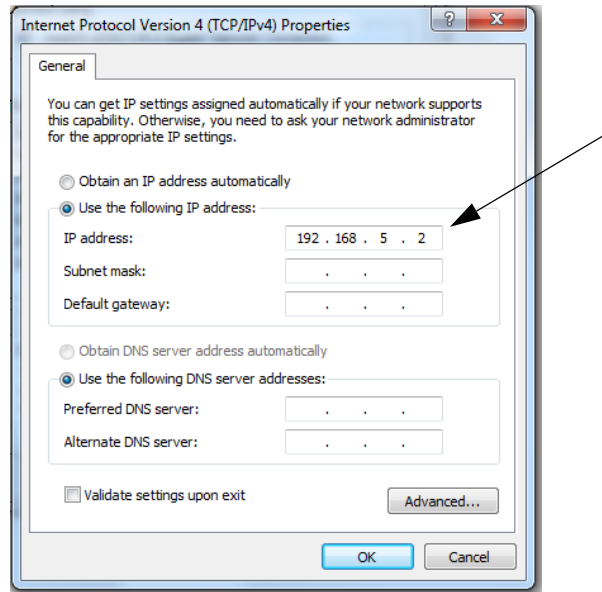 Internet Protocol Version 4 (TCP/IPv4) Properties
General
You can get IP settings assigned automatically if your network supports
this capability. Otherwise, you need to ask your network administrator
for the appropriate IP settings.
Obtain an IP address automatically
Use the following IP address:
IP address: 192 . 168 . 5 . 2
Subnet mask: . . .
Default gateway: . . .
Obtain DNS server address automatically
Use the following DNS server addresses:
Preferred DNS server: . . .
Alternate DNS server: . . .
Validate settings upon exit
Advanced...
OK Cancel